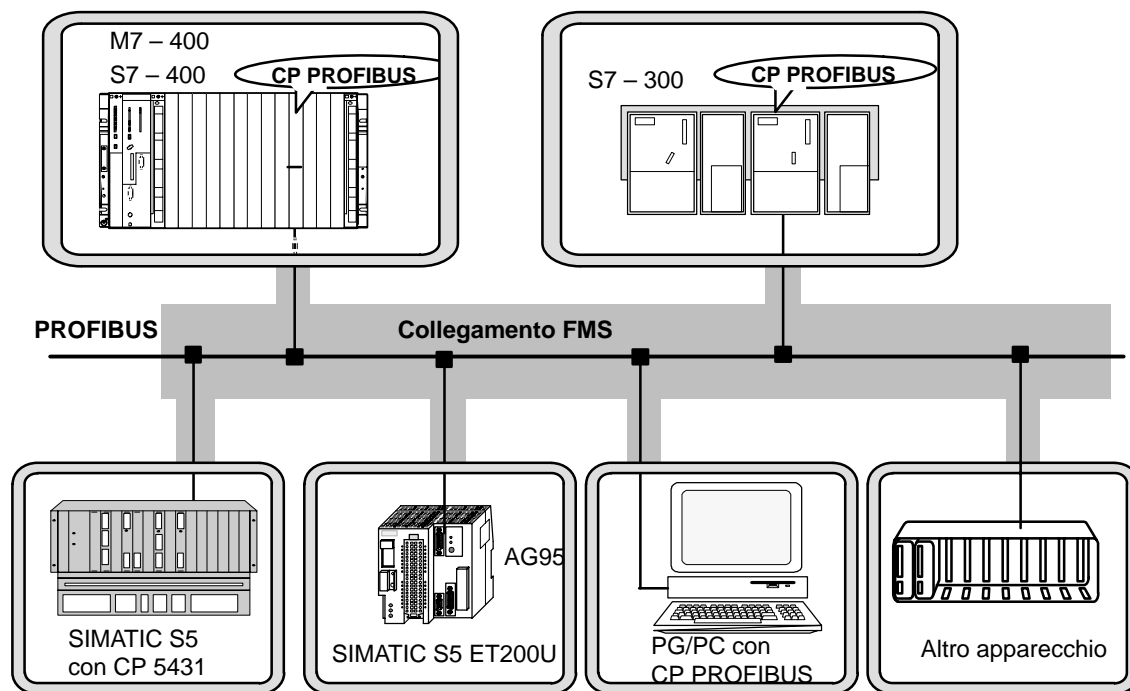 M7 – 400
S7 – 400
CP PROFIBUS
S7 – 300
CP PROFIBUS
PROFIBUS
Collegamento FMS
SIMATIC S5
con CP 5431
AG95
SIMATIC S5 ET200U
PG/PC con
CP PROFIBUS
Altro apparecchio